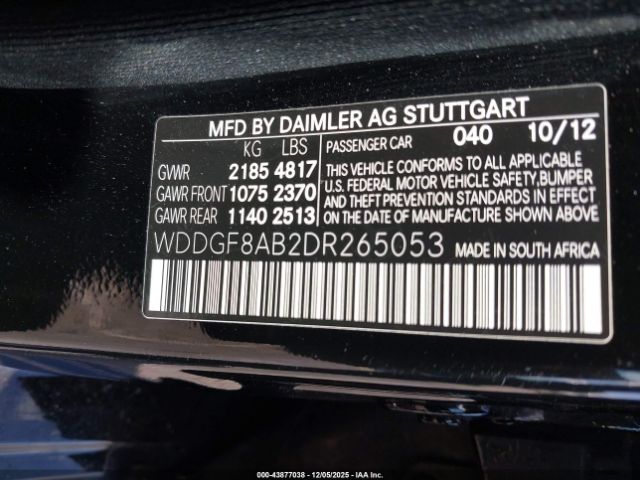 MFD BY DAIMLER AG STUTTGART
KG LBS PASSENGER CAR 040 10/12
GVWR 2185 4817 THIS VEHICLE CONFORMS TO ALL APPLICABLE
GAWR FRONT 1075 2370 U.S. FEDERAL MOTOR VEHICLE SAFETY, BUMPER
GAWR REAR 1140 2513 AND THEFT PREVENTION STANDARDS IN EFFECT
ON THE DATE OF MANUFACTURE SHOWN ABOVE
WDDGF8AB2DR265053 MADE IN SOUTH AFRICA
000-43877038 - 12/05/2025 - IAA Inc.